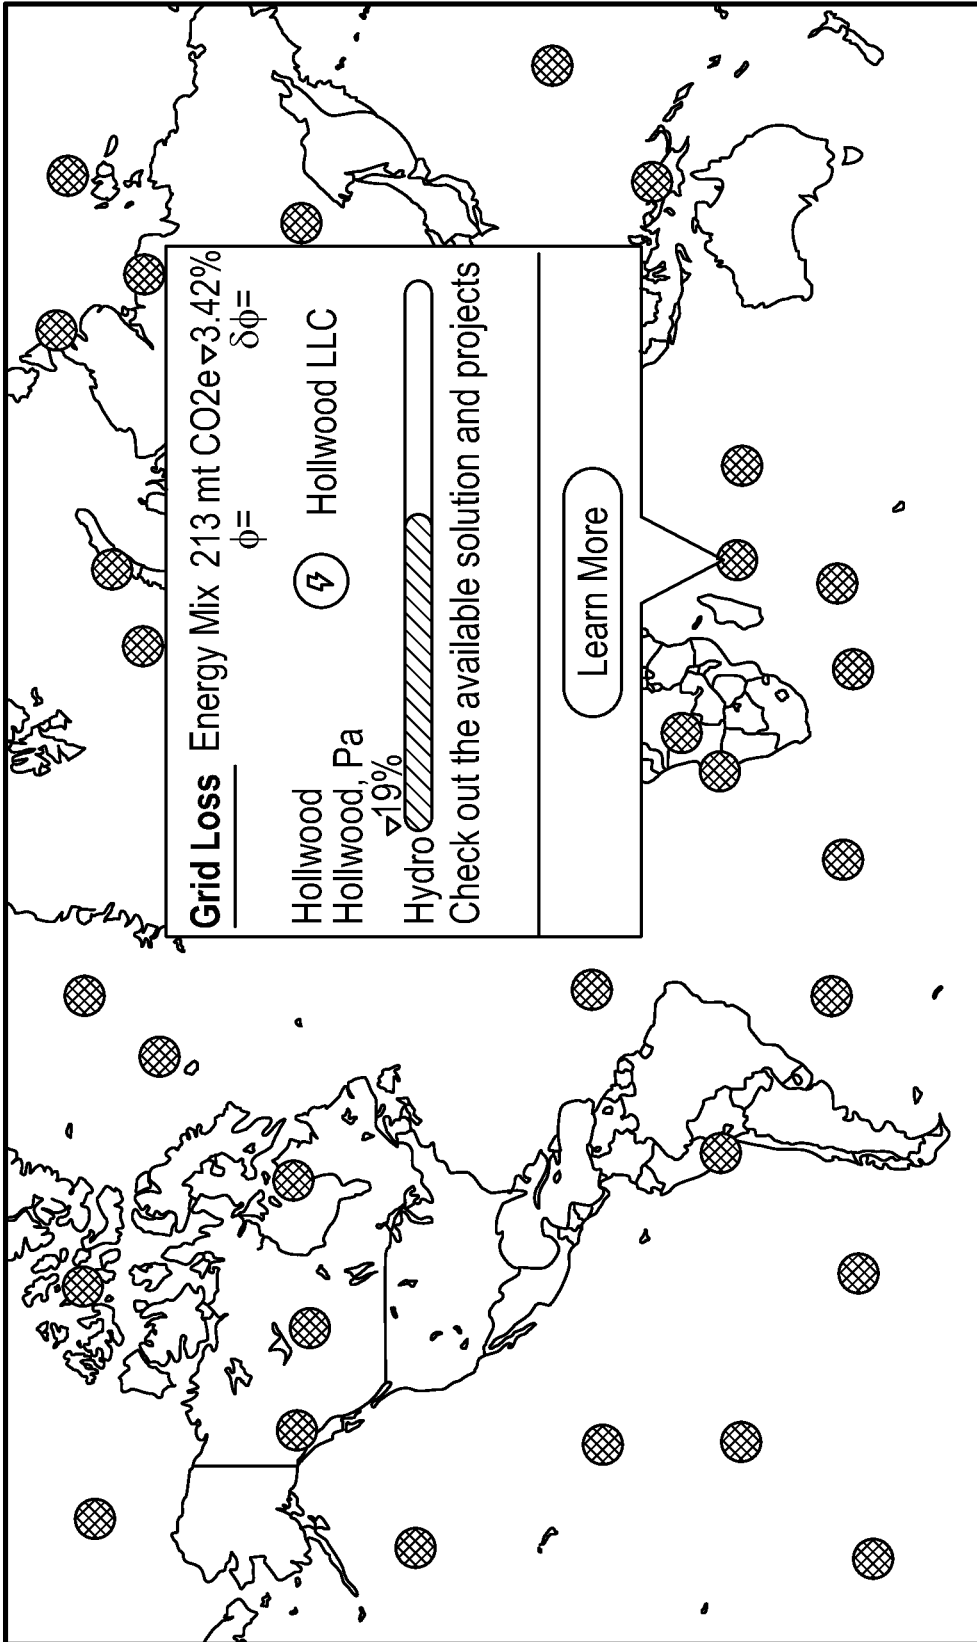 Grid Loss Energy Mix 213 mt CO2e▿3.42%
ϕ= δϕ=
Hollwood
Hollwood, Pa
Hollwood LLC
▿19%
Hydro
Check out the available solution and projects
Learn More